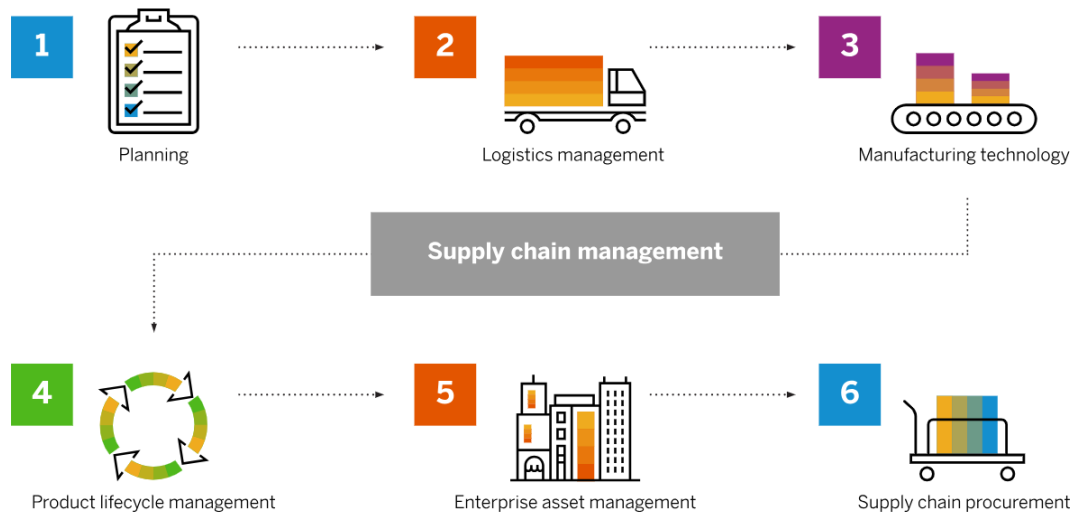 1
Planning
2
Logistics management
3
Manufacturing technology
Supply chain management
4
Product lifecycle management
5
Enterprise asset management
6
Supply chain procurement